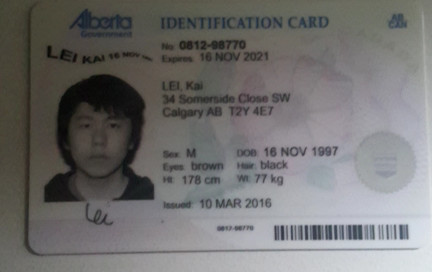 Alberta
Government
IDENTIFICATION CARD
AB
CAN
No 0812-98770
Expires 16 NOV 2021
LEI KAI 16 NOV
LEI, Kai
34 Somerside Close SW
Calgary AB T2Y 4E7
Sex: M DOB: 16 NOV 1997
Eyes: brown Hair: black
Ht: 178 cm Wt: 77 kg
Issued: 10 MAR 2016
Lei
0812-98770